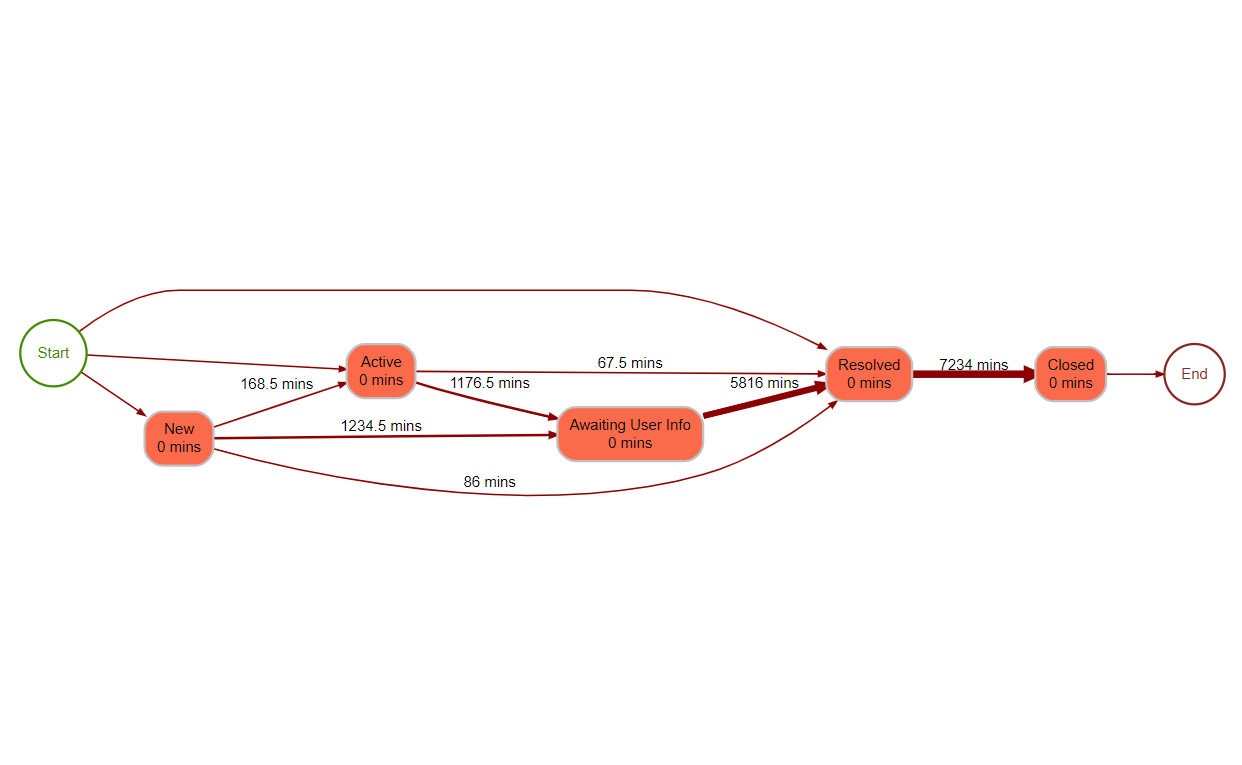 Start
New
0 mins
168.5 mins
1234.5 mins
86 mins
Active
0 mins
67.5 mins
1176.5 mins
Awaiting User Info
0 mins
5816 mins
Resolved
0 mins
7234 mins
Closed
0 mins
End